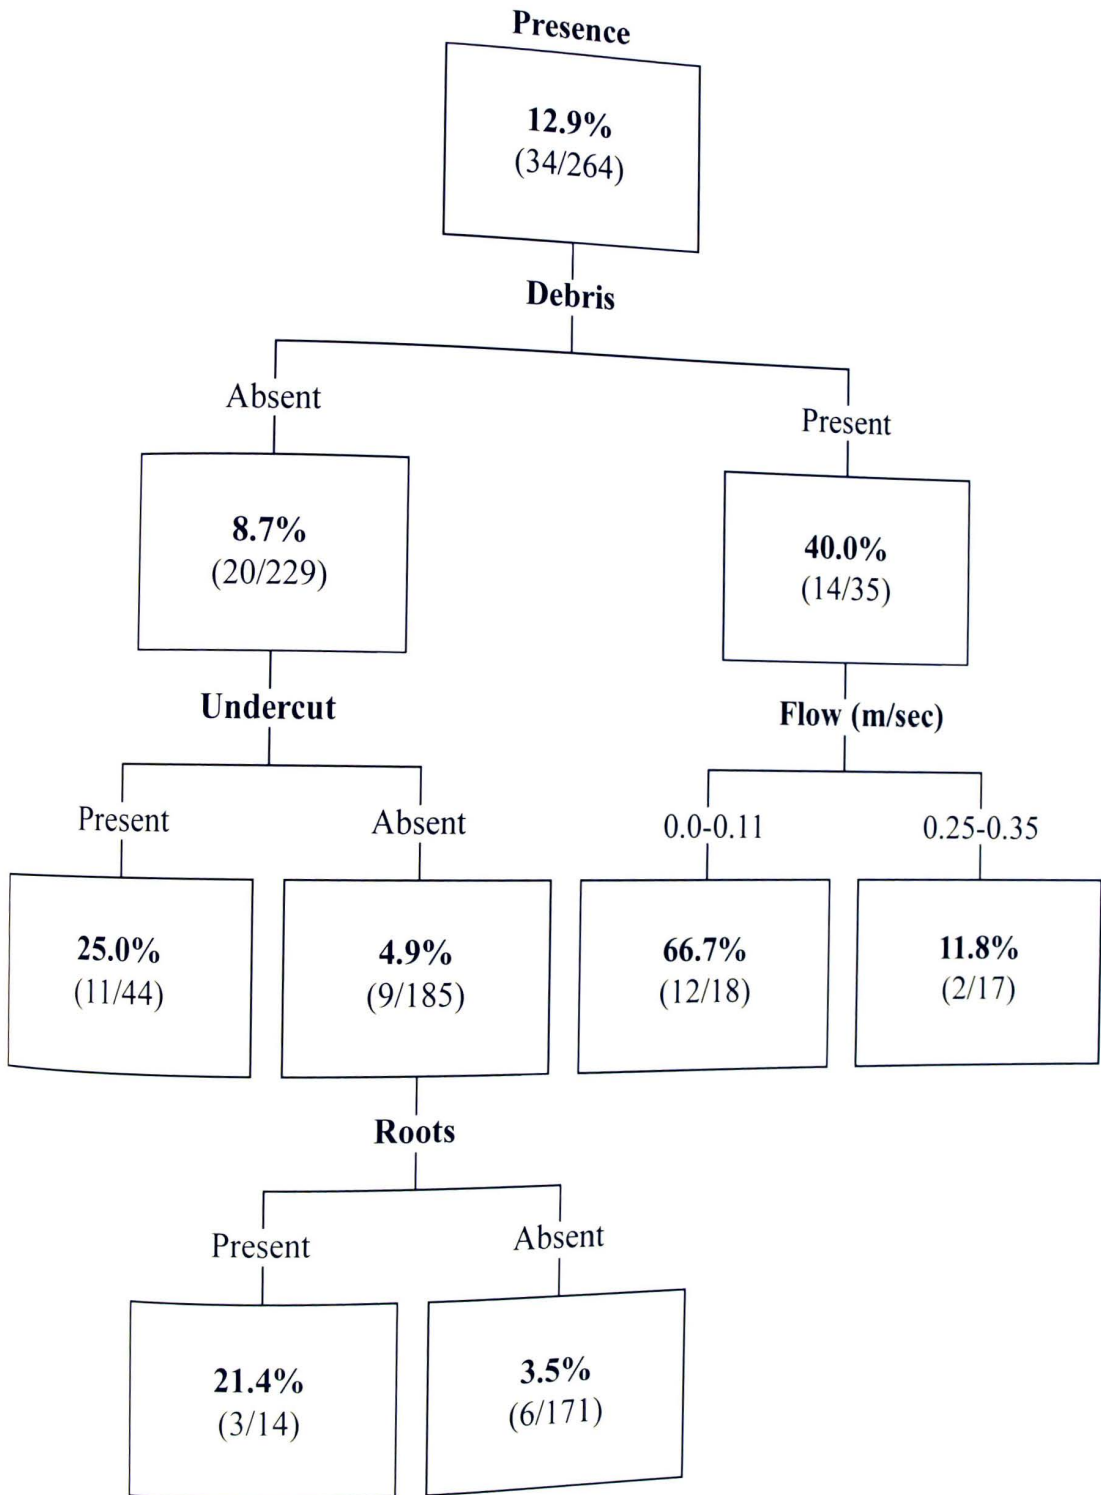 Presence
12.9%
(34/264)
Debris
Absent
Present
8.7%
(20/229)
40.0%
(14/35)
Undercut
Flow (m/sec)
Present
Absent
0.0-0.11
0.25-0.35
25.0%
(11/44)
4.9%
(9/185)
66.7%
(12/18)
11.8%
(2/17)
Roots
Present
Absent
21.4%
(3/14)
3.5%
(6/171)